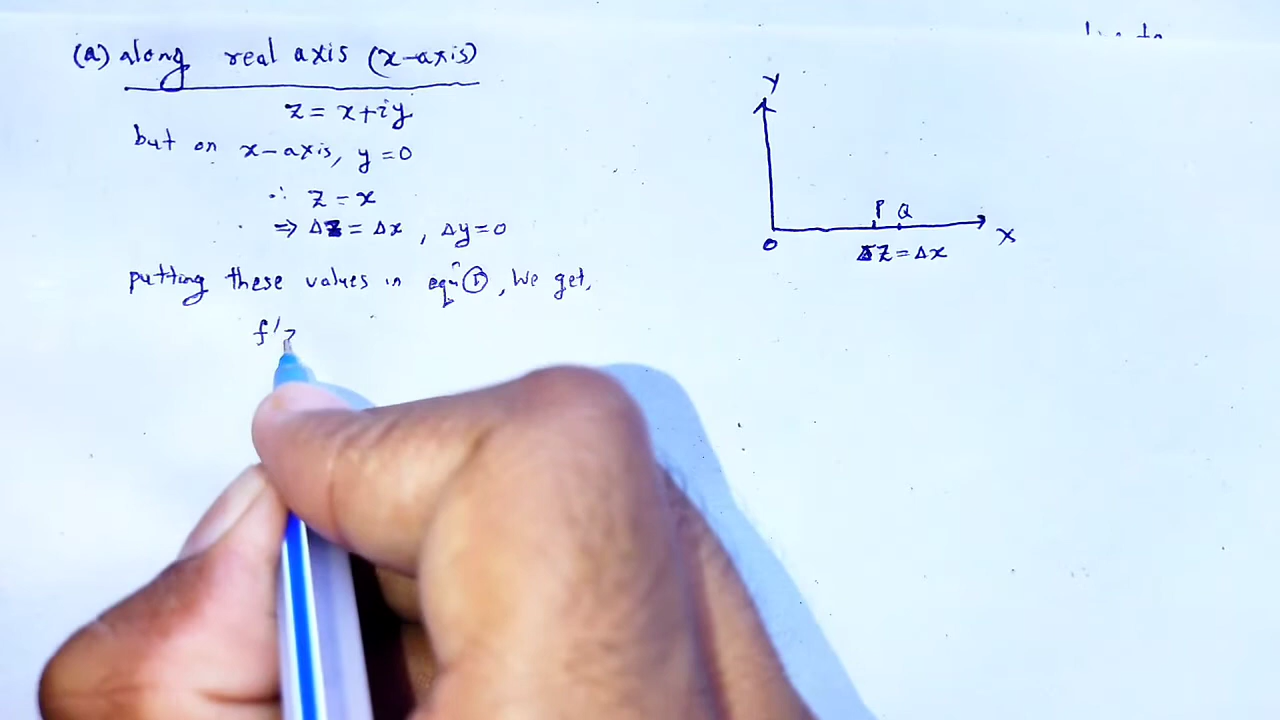 (a) along real axis (x-axis)
z = x+iy
but on x-axis, y=0
∴ z = x
⇒ Δz = Δx , Δy=0
putting these values in eqⁿ ①, We get,
f'z
Y
P Q
O
X
Δz = Δx